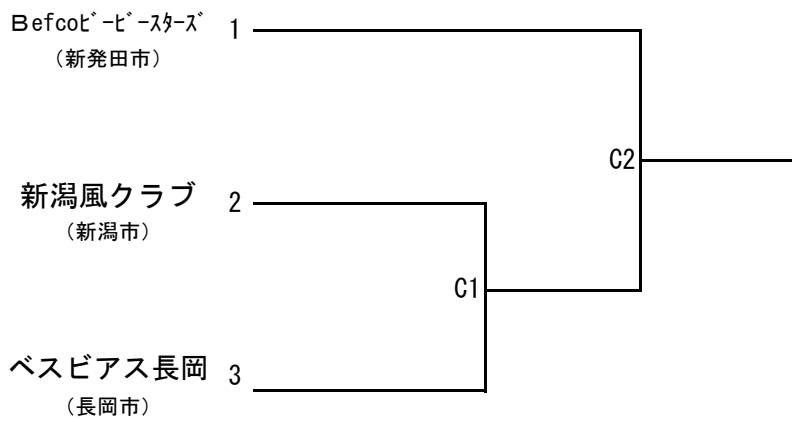 Ｂefcoﾋﾞｰﾋﾞｰｽﾀｰｽﾞ 1
（新発田市）
C2
新潟風クラブ 2
（新潟市）
C1
ベスビアス長岡 3
（長岡市）